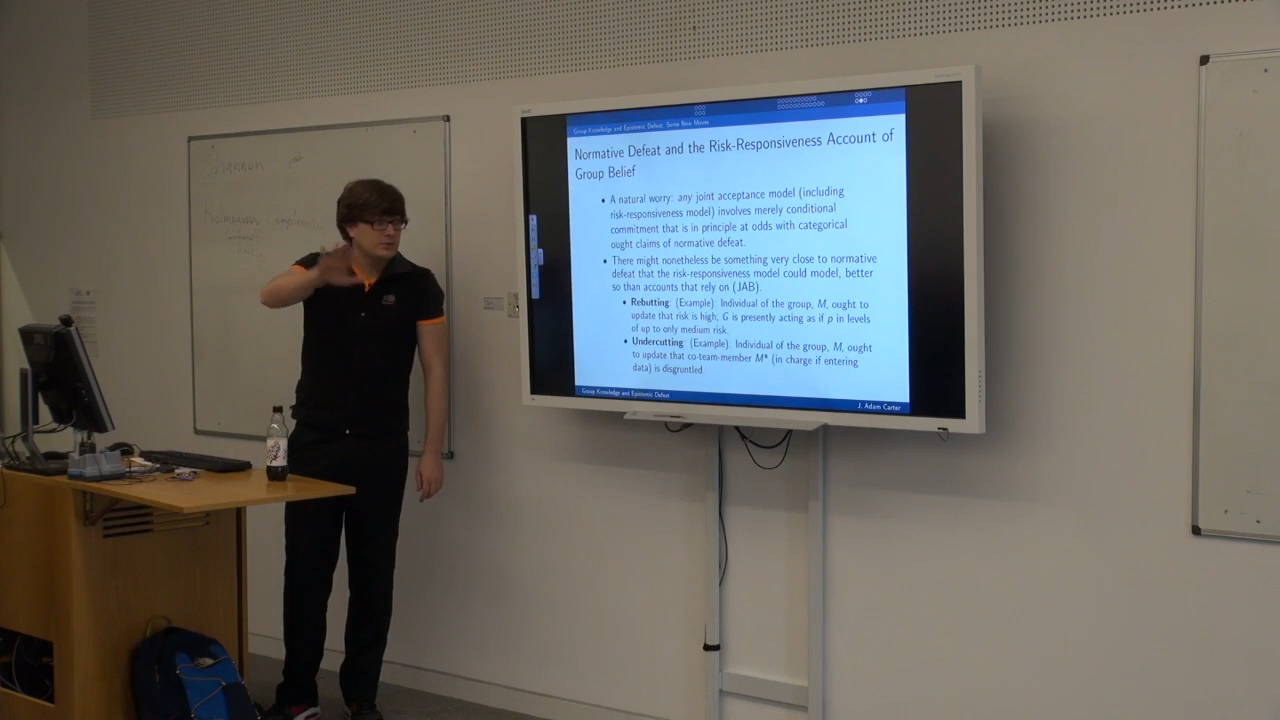 Group Knowledge and Epistemic Defeat: Some New Moves
Normative Defeat and the Risk-Responsiveness Account of
Group Belief
• A natural worry: any joint acceptance model (including
risk-responsiveness model) involves merely conditional
commitment that is in principle at odds with categorical
ought claims of normative defeat.
• There might nonetheless be something very close to normative
defeat that the risk-responsiveness model could model, better
so than accounts that rely on (JAB).
• Rebutting: (Example): Individual of the group, M, ought to
update that risk is high; G is presently acting as if p in levels
of up to only medium risk.
• Undercutting: (Example): Individual of the group, M, ought
to update that co-team-member M* (in charge if entering
data) is disgruntled.
Group Knowledge and Epistemic Defeat
J. Adam Carter